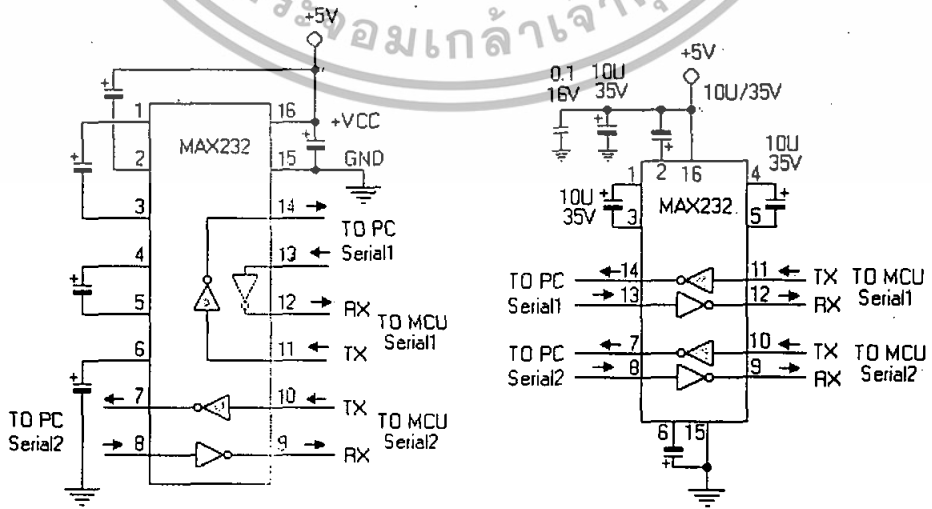 พระจอมเกล้าเจ้า
+5V
1
16
+VCC
MAX232
2
15
GND
3
14
TO PC
Serial1
4
13
5
12
RX
TO MCU
Serial1
6
11
TX
7
10
TX
TO PC
Serial2
TO MCU
Serial2
8
9
RX
+5V
0.1
16V
10U
35V
10U/35V
2
16
1
4
10U
35V
10U
35V
MAX232
3
5
TO PC
Serial1
14
11
TX
TO MCU
Serial1
13
12
RX
TO PC
Serial2
7
10
TX
TO MCU
Serial2
8
9
RX
6
15